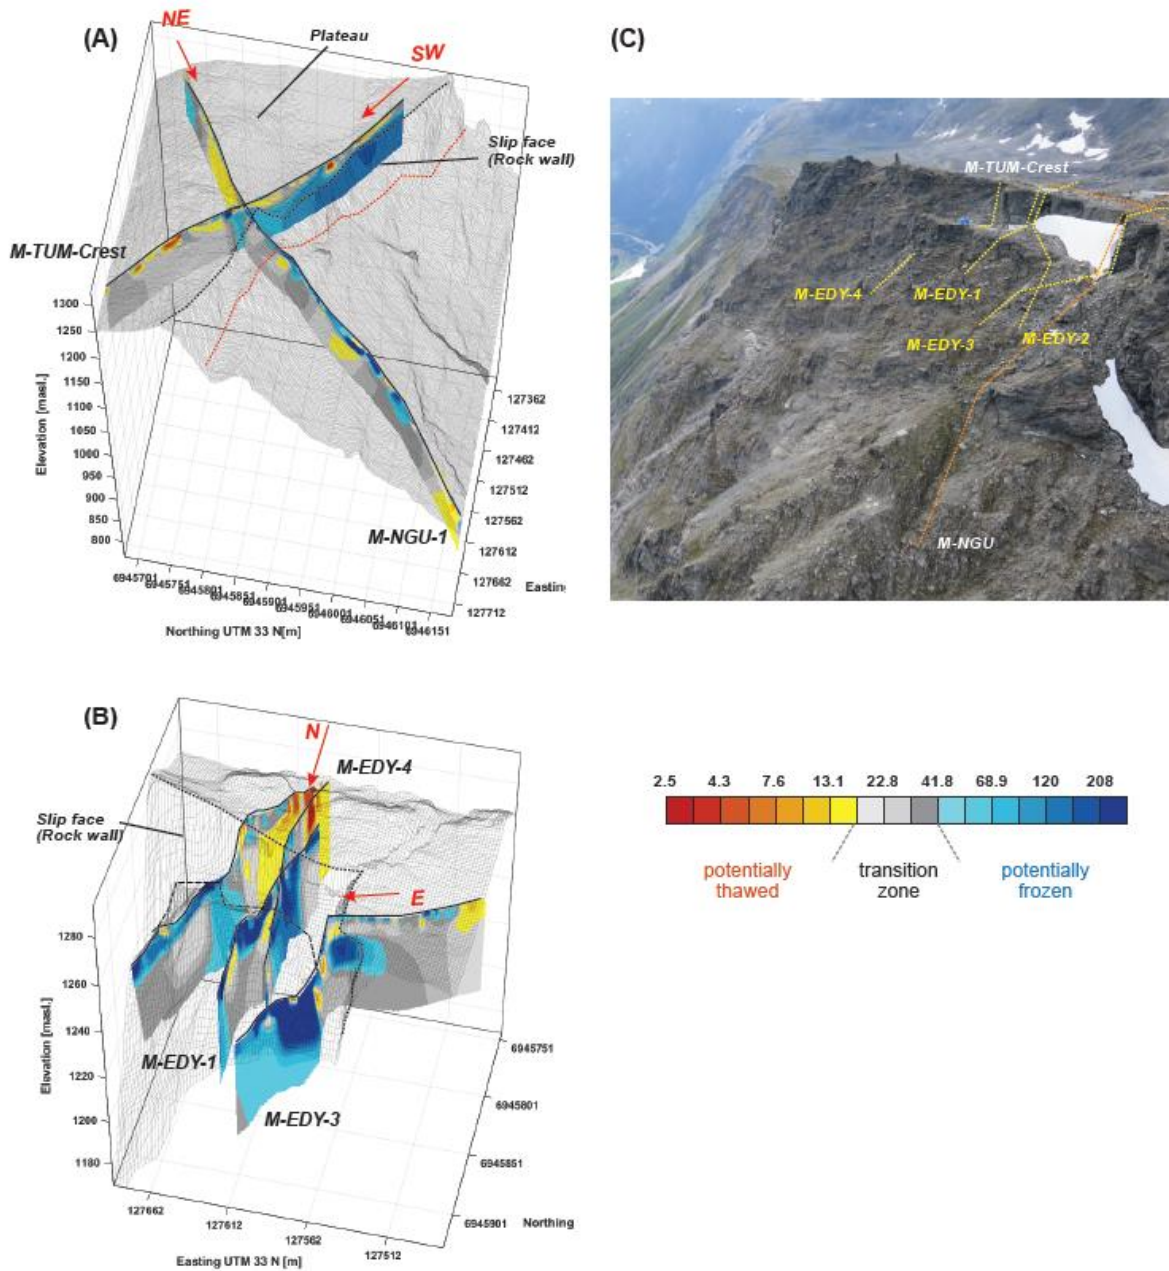 (A)
NE
Plateau
SW
Slip face
(Rock wall)
M-TUM-Crest
1300
1250
1200
1150
1100
1050
1000
950
900
850
800
Elevation [masl.]
127362
127412
127462
127512
127562
127612
127662
127712
M-NGU-1
Easting
6945701
6945751
6945801
6945851
6945901
6945951
6946001
6946051
6946101
6946151
Northing UTM 33 N[m]
(C)
M-TUM-Crest
M-EDY-4
M-EDY-1
M-EDY-3
M-EDY-2
M-NGU
(B)
N
M-EDY-4
Slip face
(Rock wall)
E
1280
1260
1240
1220
1200
1180
Elevation [masl.]
M-EDY-1
M-EDY-3
6945751
6945801
6945851
6945901
Northing
127662
127612
127562
127512
Easting UTM 33 N [m]
2.5 4.3 7.6 13.1 22.8 41.8 68.9 120 208
potentially
thawed
transition
zone
potentially
frozen